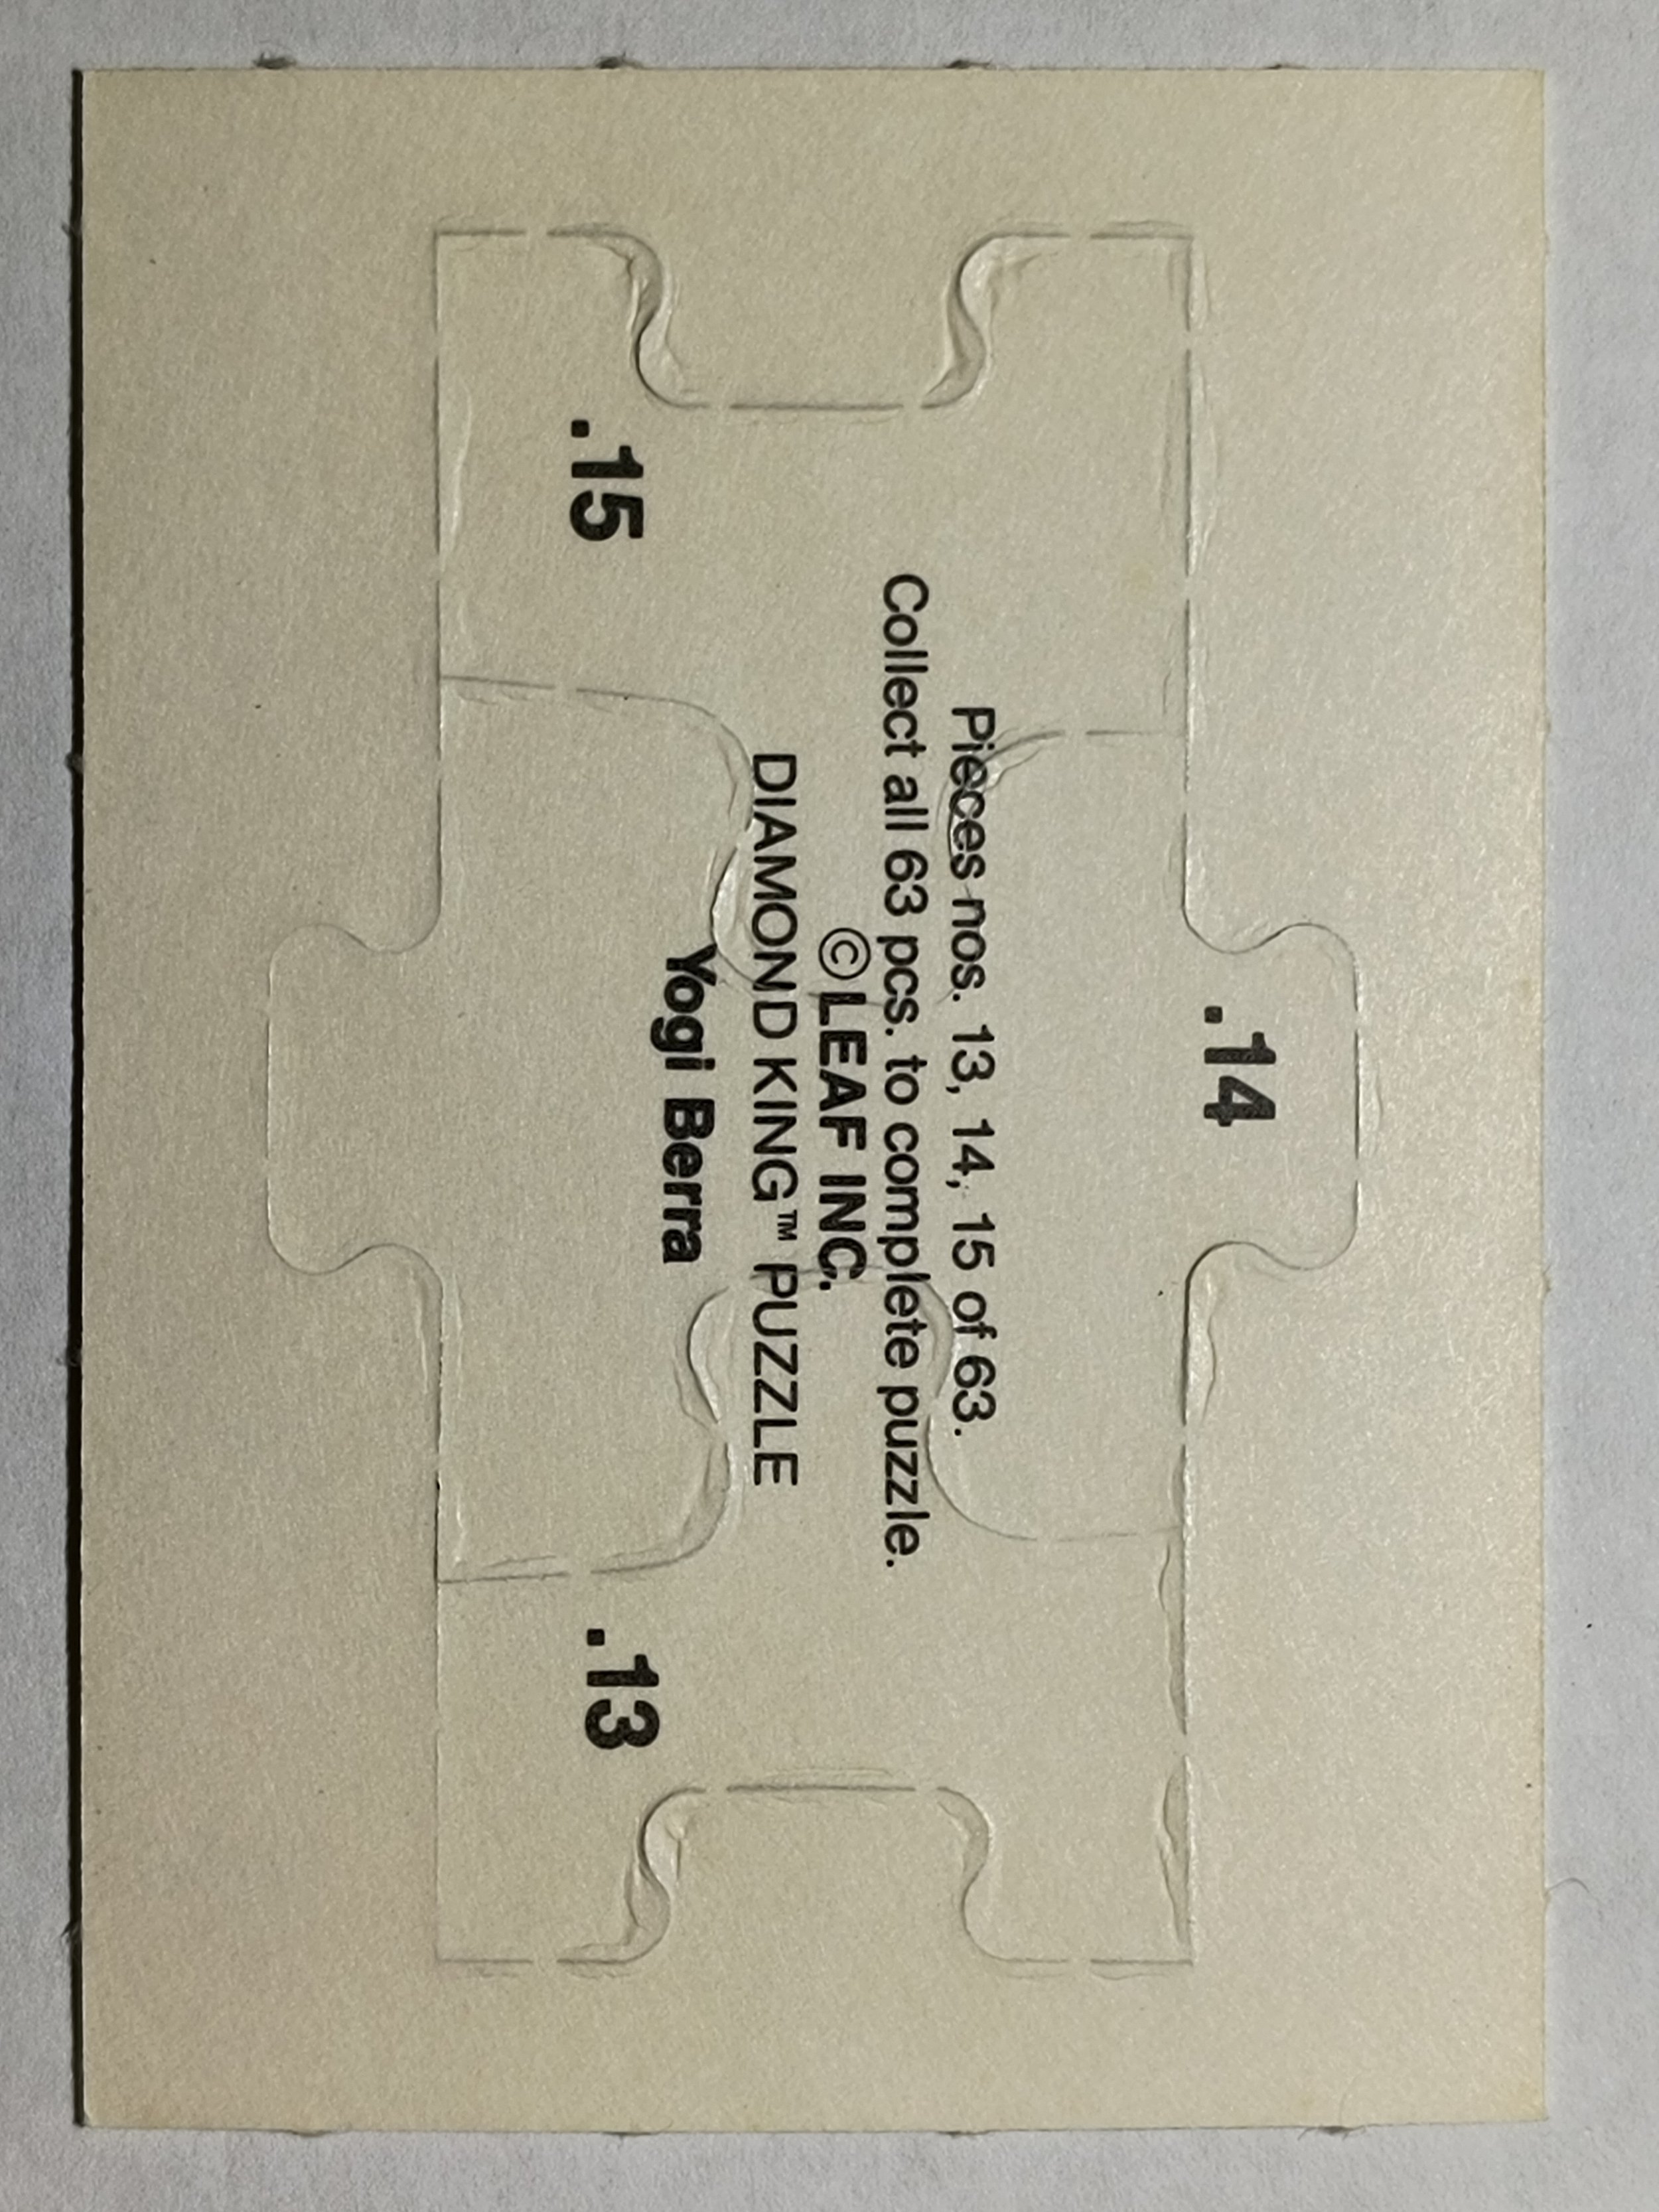 .14
Pieces nos. 13, 14, 15 of 63.
Collect all 63 pcs. to complete puzzle.
©LEAF INC.
DIAMOND KING™ PUZZLE
Yogi Berra
.15
.13